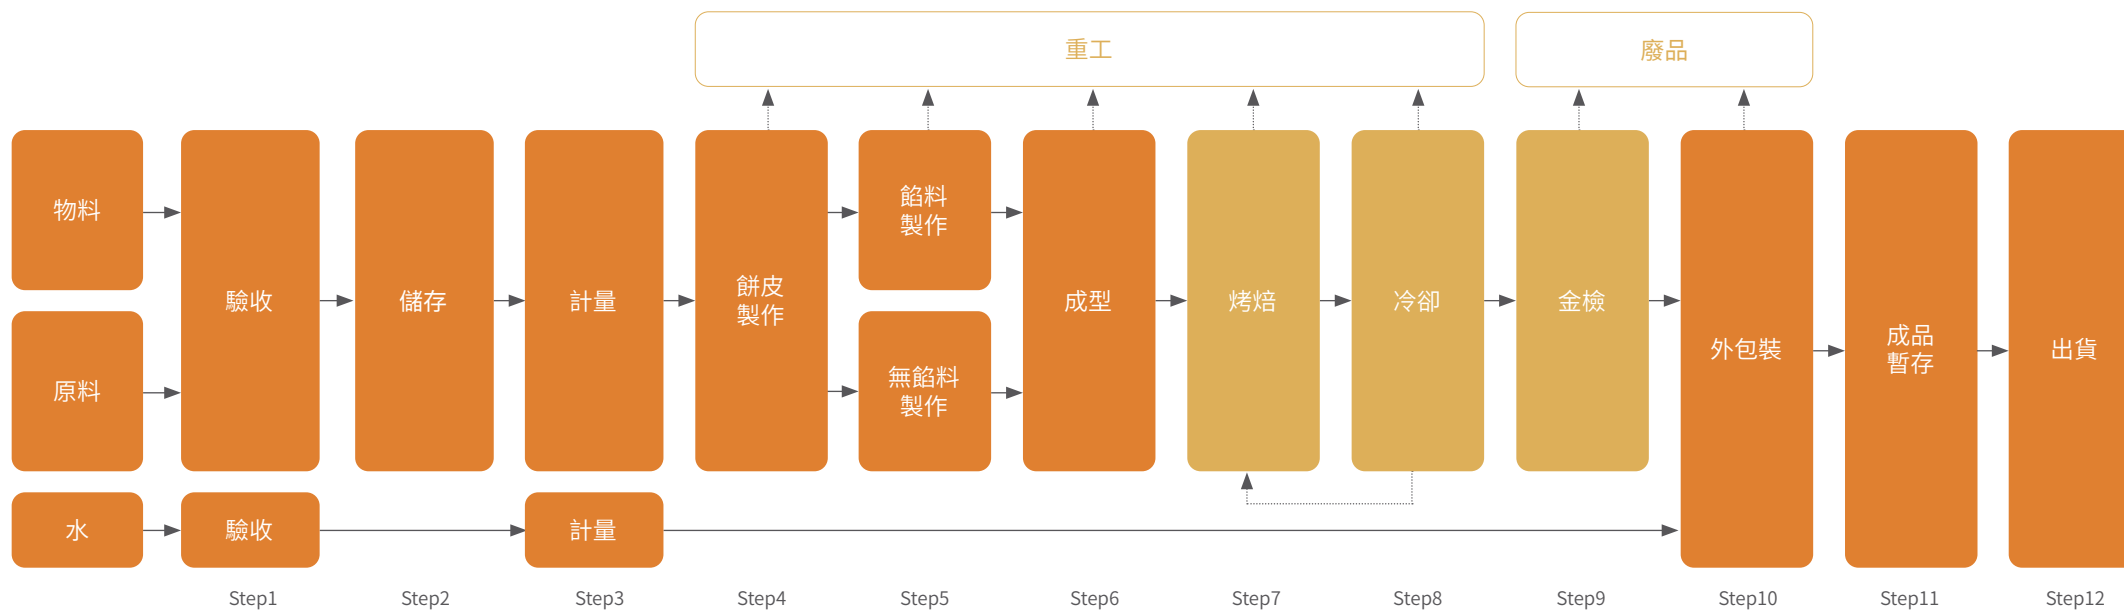 重工
廢品
物料
原料
水
驗收
驗收
儲存
計量
計量
餅皮
製作
餡料
製作
無餡料
製作
成型
烤焙
冷卻
金檢
外包裝
成品
暫存
出貨
Step1
Step2
Step3
Step4
Step5
Step6
Step7
Step8
Step9
Step10
Step11
Step12